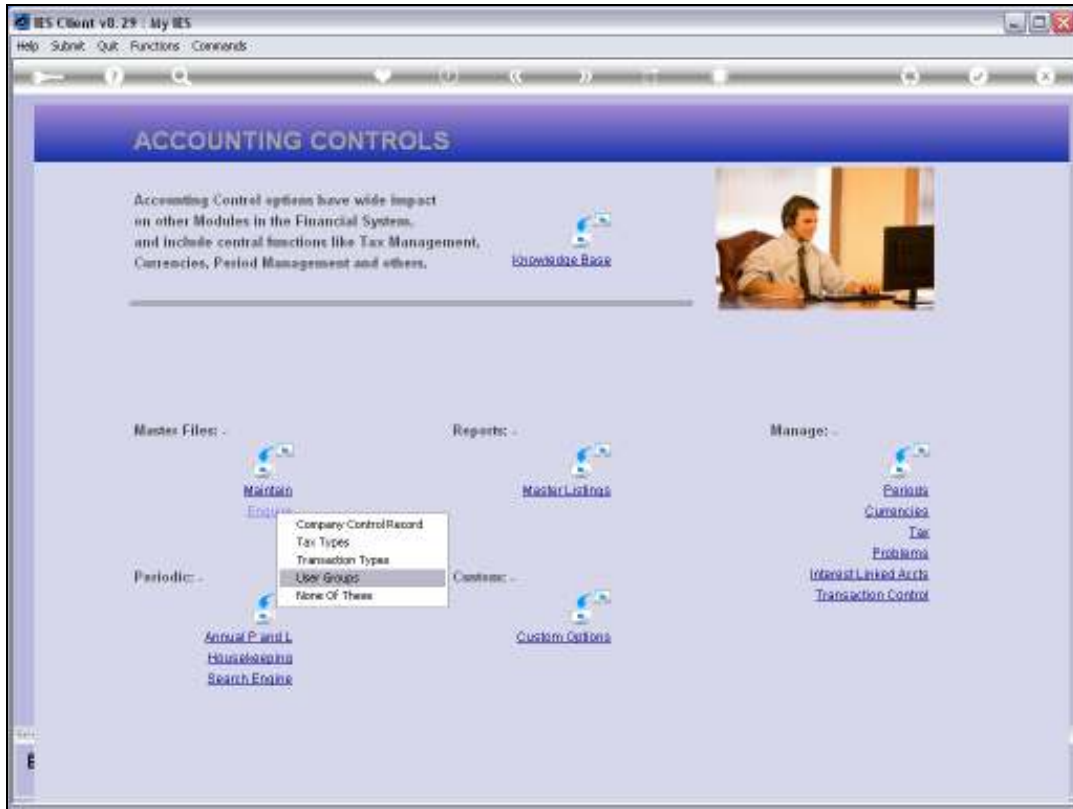 IES Client v8.29 : My IES
Help Submit Quit Functions Commands
ACCOUNTING CONTROLS
Accounting Control options have wide impact
on other Modules in the Financial System,
and include central functions like Tax Management,
Currencies, Period Management and others.
Knowledge Base
Master Files: -
Reports: -
Manage: -
Maintain
Enquire
Master Listings
Periods
Currencies
Tax
Problems
Interest Linked Accts
Transaction Control
Company Control Record
Tax Types
Transaction Types
User Groups
None Of These
Periodic: -
Custom: -
Annual P and L
Housekeeping
Search Engine
Custom Options